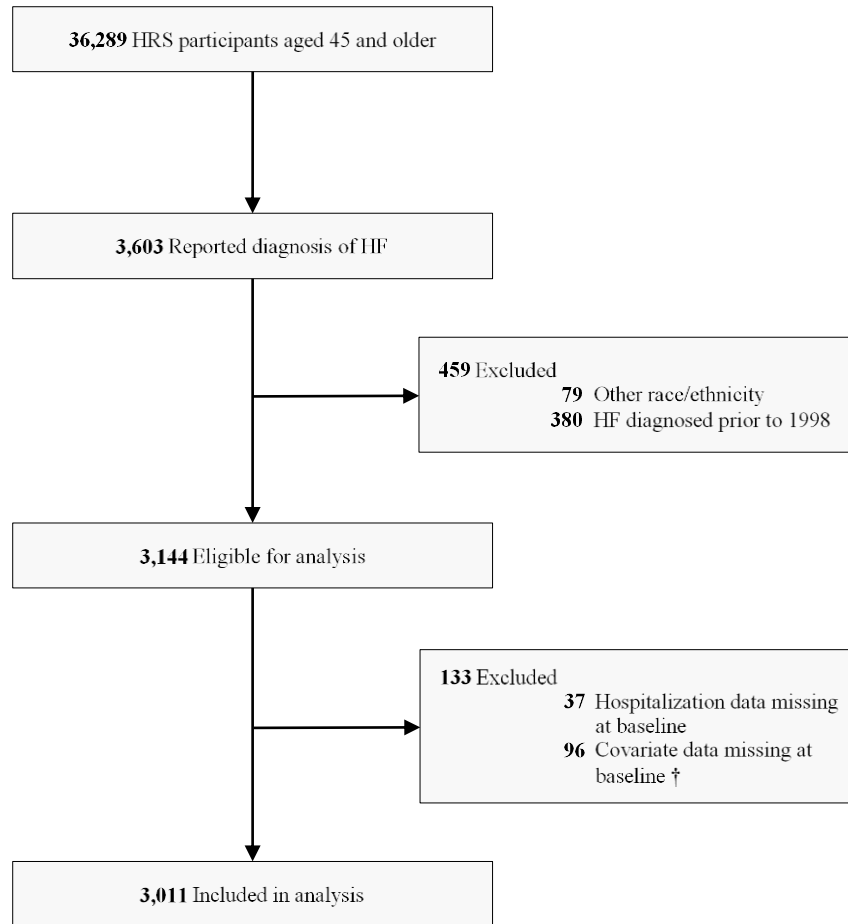 36,289 HRS participants aged 45 and older
3,603 Reported diagnosis of HF
459 Excluded
79 Other race/ethnicity
380 HF diagnosed prior to 1998
3,144 Eligible for analysis
133 Excluded
37 Hospitalization data missing
at baseline
96 Covariate data missing at
baseline †
3,011 Included in analysis